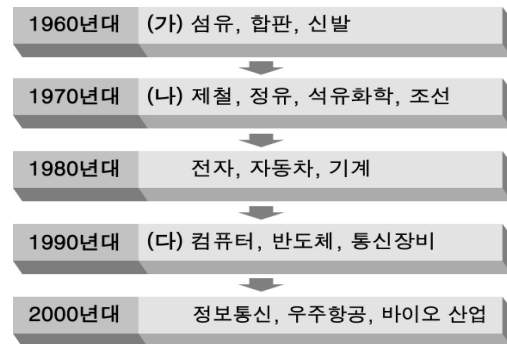 1960년대 (가) 섬유, 합판, 신발
1970년대 (나) 제철, 정유, 석유화학, 조선
1980년대 전자, 자동차, 기계
1990년대 (다) 컴퓨터, 반도체, 통신장비
2000년대 정보통신, 우주항공, 바이오 산업